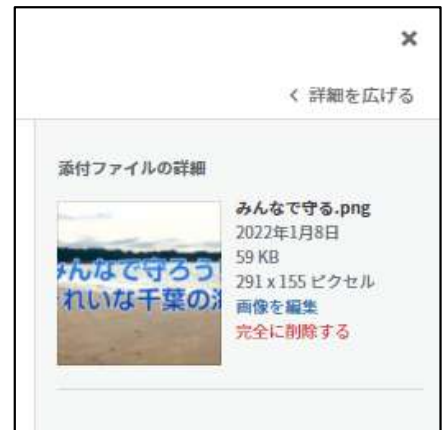 ×
< 詳細を広げる
添付ファイルの詳細
みんなで守ろう
れいな千葉の
みんなで守る.png
2022年1月8日
59 KB
291 x 155 ピクセル
画像を編集
完全に削除する